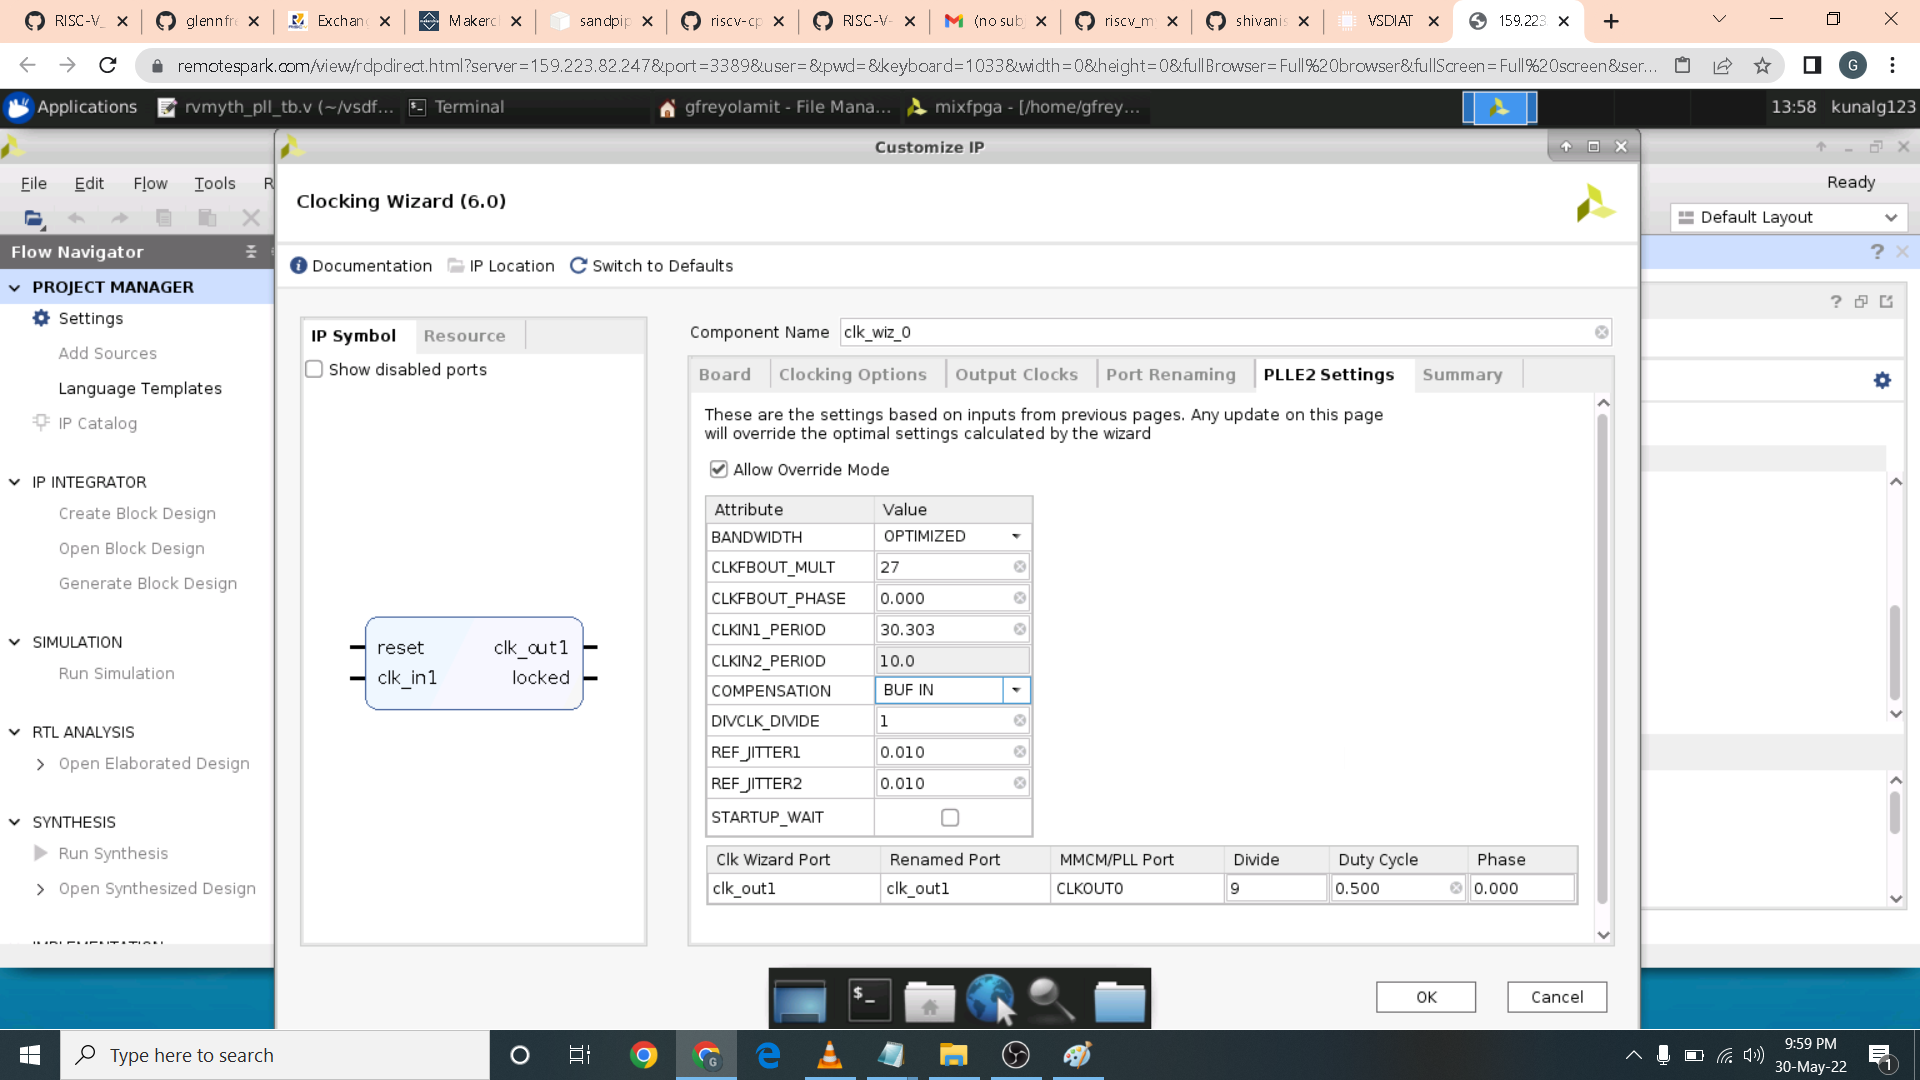 RISC-V_
glennfre
Exchan
Makerch
sandpip
riscv-cp
RISC-V-
(no subj
riscv_my
shivanis
VSDIAT
159.223
remotespark.com/view/rdpdirect.html?server=159.223.82.247&port=3389&user=&pwd=&keyboard=1033&width=0&height=0&fullBrowser=Full%20browser&fullScreen=Full%20screen&ser...
G
Applications
rvmyth_pll_tb.v (~/vsdf...
Terminal
gfreyolamit - File Mana...
mixfpga - [/home/gfrey...
13:58
kunalg123
Customize IP
File
Edit
Flow
Tools
R
Ready
Default Layout
Clocking Wizard (6.0)
Flow Navigator
Documentation
IP Location
Switch to Defaults
PROJECT MANAGER
Settings
Add Sources
Language Templates
IP Catalog
IP INTEGRATOR
Create Block Design
Open Block Design
Generate Block Design
SIMULATION
Run Simulation
RTL ANALYSIS
Open Elaborated Design
SYNTHESIS
Run Synthesis
Open Synthesized Design
IMPLEMENTATION
IP Symbol
Resource
Show disabled ports
reset
clk_in1
clk_out1
locked
Component Name
clk_wiz_0
Board
Clocking Options
Output Clocks
Port Renaming
PLLE2 Settings
Summary
These are the settings based on inputs from previous pages. Any update on this page
will override the optimal settings calculated by the wizard
Allow Override Mode
Attribute Value
BANDWIDTH OPTIMIZED
CLKFBOUT_MULT 27
CLKFBOUT_PHASE 0.000
CLKIN1_PERIOD 30.303
CLKIN2_PERIOD 10.0
COMPENSATION BUF IN
DIVCLK_DIVIDE 1
REF_JITTER1 0.010
REF_JITTER2 0.010
STARTUP_WAIT
Clk Wizard Port Renamed Port MMCM/PLL Port Divide Duty Cycle Phase
clk_out1 clk_out1 CLKOUT0 9 0.500 0.000
OK
Cancel
Type here to search
9:59 PM
30-May-22
1